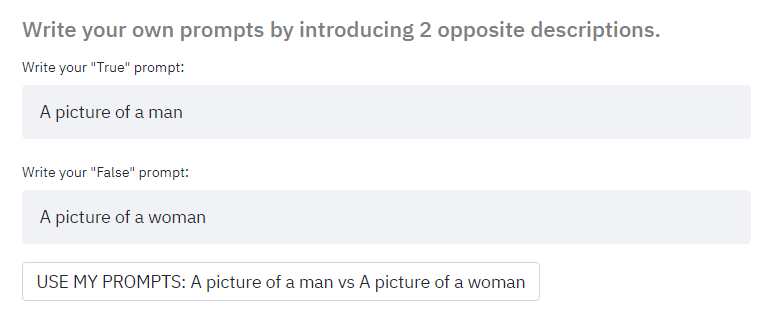 Write your own prompts by introducing 2 opposite descriptions.
Write your "True" prompt:
A picture of a man
Write your "False" prompt:
A picture of a woman
USE MY PROMPTS: A picture of a man vs A picture of a woman